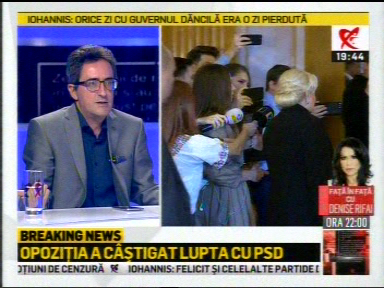 IOHANNIS: ORICE ZI CU GUVERNUL DĂNCILĂ ERA O ZI PIERDUTĂ
19:44
FAȚĂ ÎN FAȚĂ
CU
DENISE RIFAI
ORA 22:00
BREAKING NEWS
OPOZIȚIA A CÂȘTIGAT LUPTA CU PSD
OȚIUNI DE CENZURĂ IOHANNIS: FELICIT ȘI CELELALTE PARTIDE